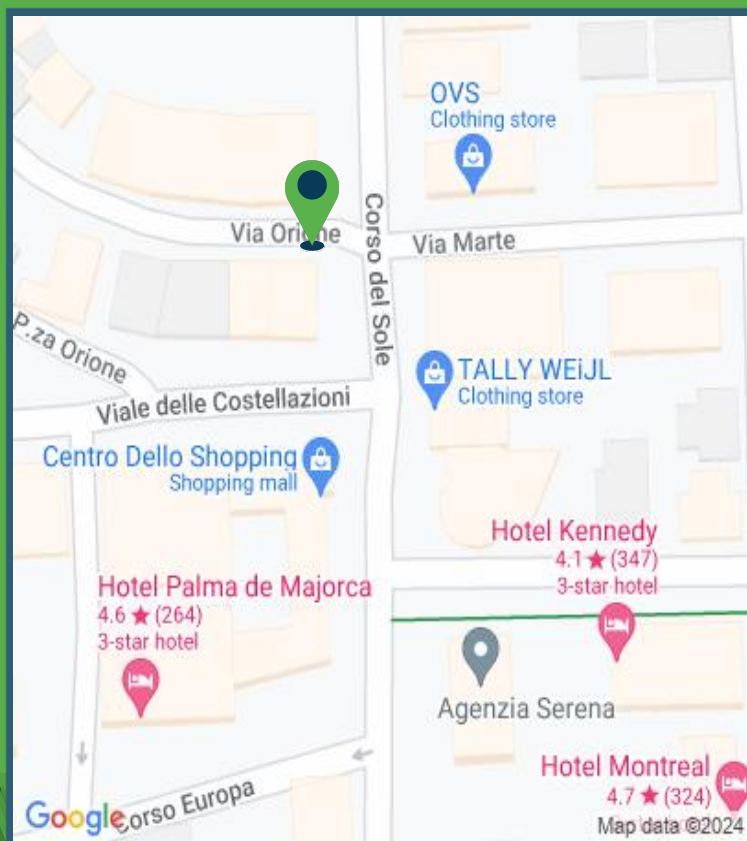 OVS
Clothing store
Via Orione
Corso del Sole
Via Marte
P.za Orione
TALLY WEiJL
Clothing store
Viale delle Costellazioni
Centro Dello Shopping
Shopping mall
Hotel Kennedy
4.1 ★ (347)
3-star hotel
Hotel Palma de Majorca
4.6 ★ (264)
3-star hotel
Agenzia Serena
Hotel Montreal
4.7 ★ (324)
Corso Europa
Google
Map data ©2024